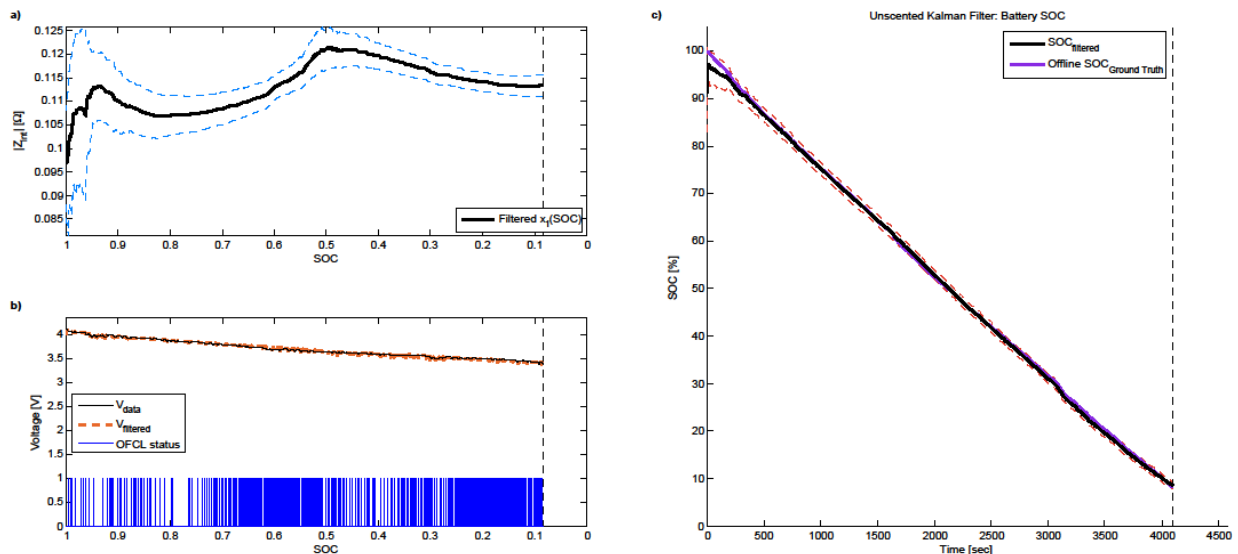 a)
0.125
0.12
0.115
0.11
0.105
0.1
0.095
0.09
0.085
|Z_int| [Ω]
Filtered x_1(SOC)
1 0.9 0.8 0.7 0.6 0.5 0.4 0.3 0.2 0.1 0
SOC
b)
4
3.5
3
2.5
2
1.5
1
0.5
0
Voltage [V]
V_data
V_filtered
OFCL status
1 0.9 0.8 0.7 0.6 0.5 0.4 0.3 0.2 0.1 0
SOC
c)
Unscented Kalman Filter: Battery SOC
SOC_filtered
Offline SOC_Ground Truth
100
90
80
70
60
50
40
30
20
10
0
SOC [%]
0 500 1000 1500 2000 2500 3000 3500 4000 4500
Time [sec]